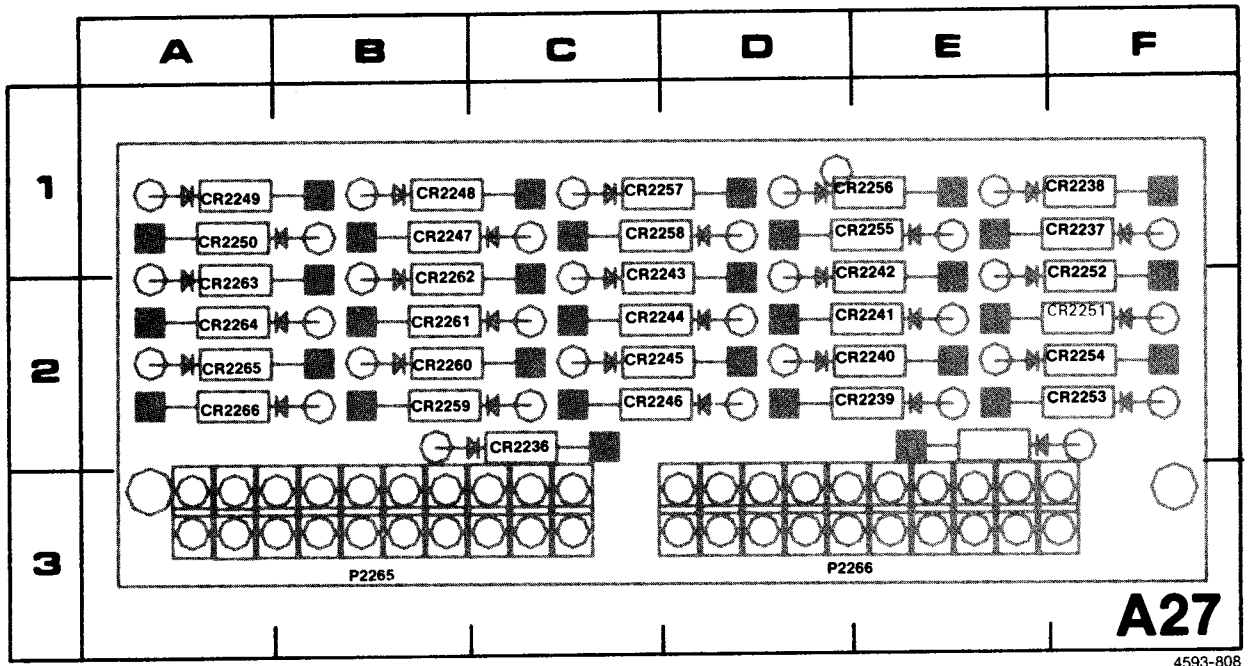 A B C D E F
1
CR2249 CR2248 CR2257 CR2256 CR2238
CR2250 CR2247 CR2258 CR2255 CR2237
CR2263 CR2262 CR2243 CR2242 CR2252
CR2264 CR2261 CR2244 CR2241 CR2251
2
CR2265 CR2260 CR2245 CR2240 CR2254
CR2266 CR2259 CR2246 CR2239 CR2253
CR2236
3
P2265 P2266
A27
4593-808